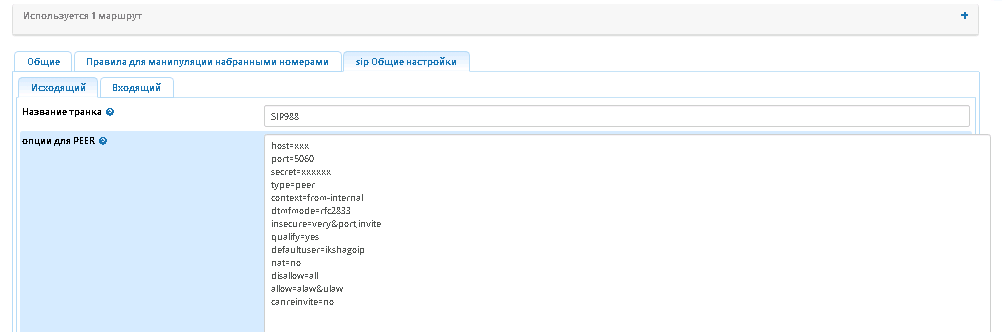 Используется 1 маршрут
Общие
Правила для манипуляции набранными номерами
sip Общие настройки
Исходящий
Входящий
Название транка
SIP988
опции для PEER
host=xxx
port=5060
secret=xxxxxx
type=peer
context=from-internal
dtmfmode=rfc2833
insecure=very&port,invite
qualify=yes
defaultuser=ikshagoip
nat=no
disallow=all
allow=alaw&ulaw
canreinvite=no